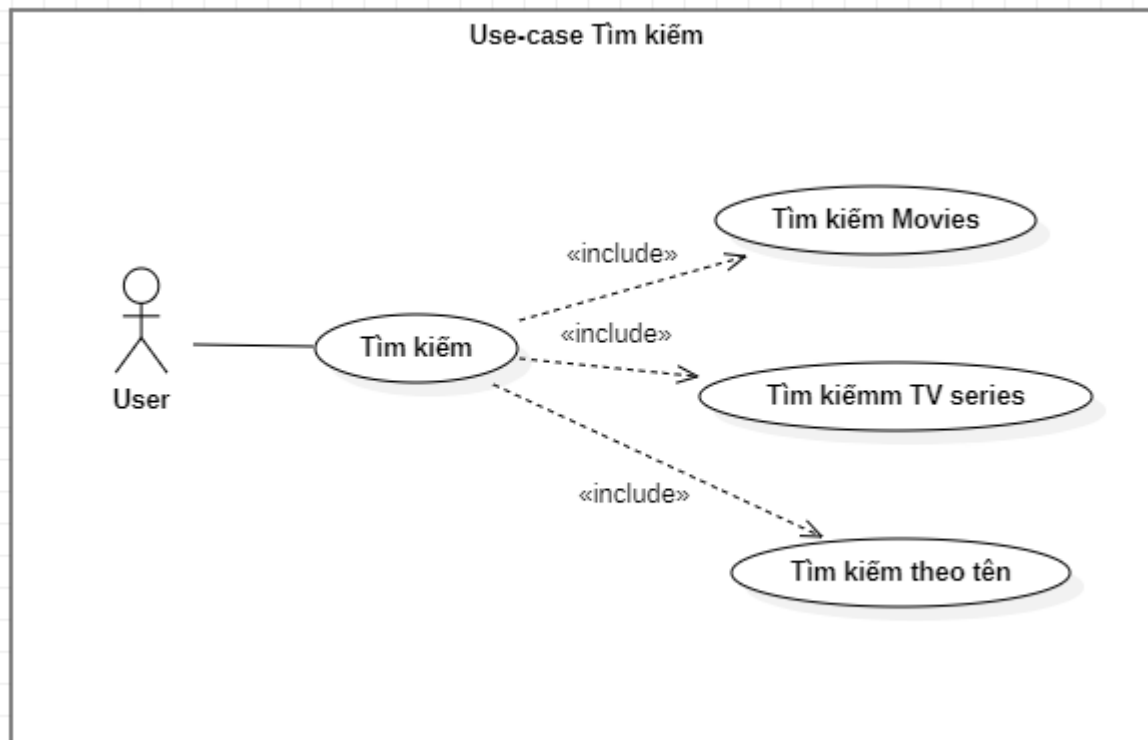 Use-case Tìm kiếm
Tìm kiếm Movies
«include»
«include»
Tìm kiếm
Tìm kiếmm TV series
User
«include»
Tìm kiếm theo tên